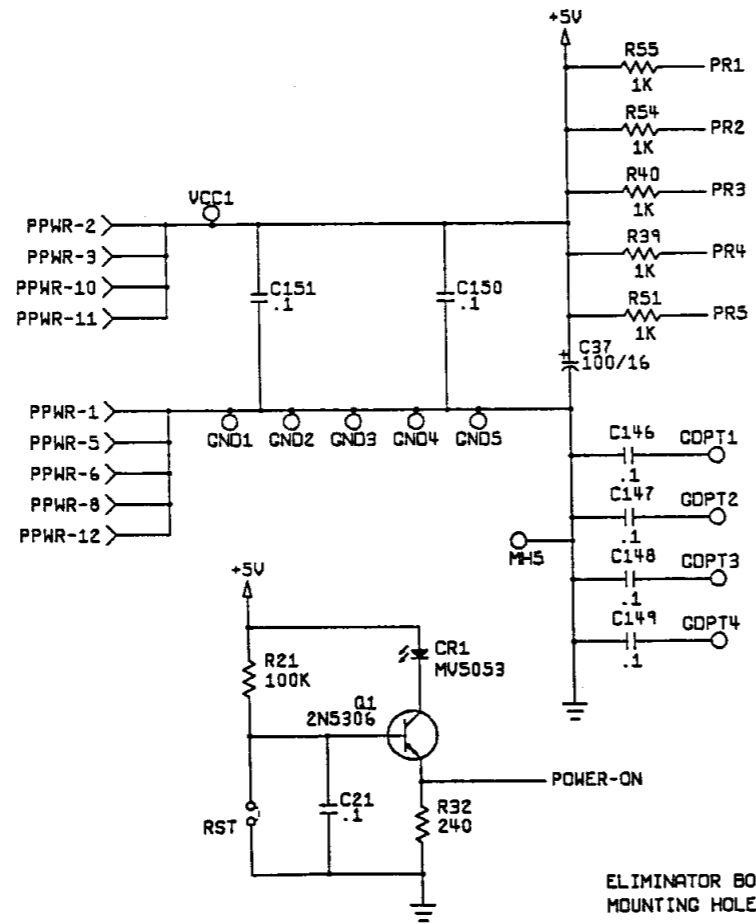 +5V
R55
1K
PR1
R54
1K
PR2
R40
1K
PR3
R39
1K
PR4
R51
1K
PR5
VCC1
PPWR-2
PPWR-3
PPWR-10
PPWR-11
C151
.1
C150
.1
+
C37
100/16
PPWR-1
PPWR-5
PPWR-6
PPWR-8
PPWR-12
GND1
GND2
GND3
GND4
GND5
C146
.1
GDPT1
C147
.1
GDPT2
MH5
C148
.1
GDPT3
C149
.1
GDPT4
+5V
R21
100K
CR1
MV5053
Q1
2N5306
POWER-ON
RST
C21
.1
R32
240
ELIMINATOR BO
MOUNTING HOLE